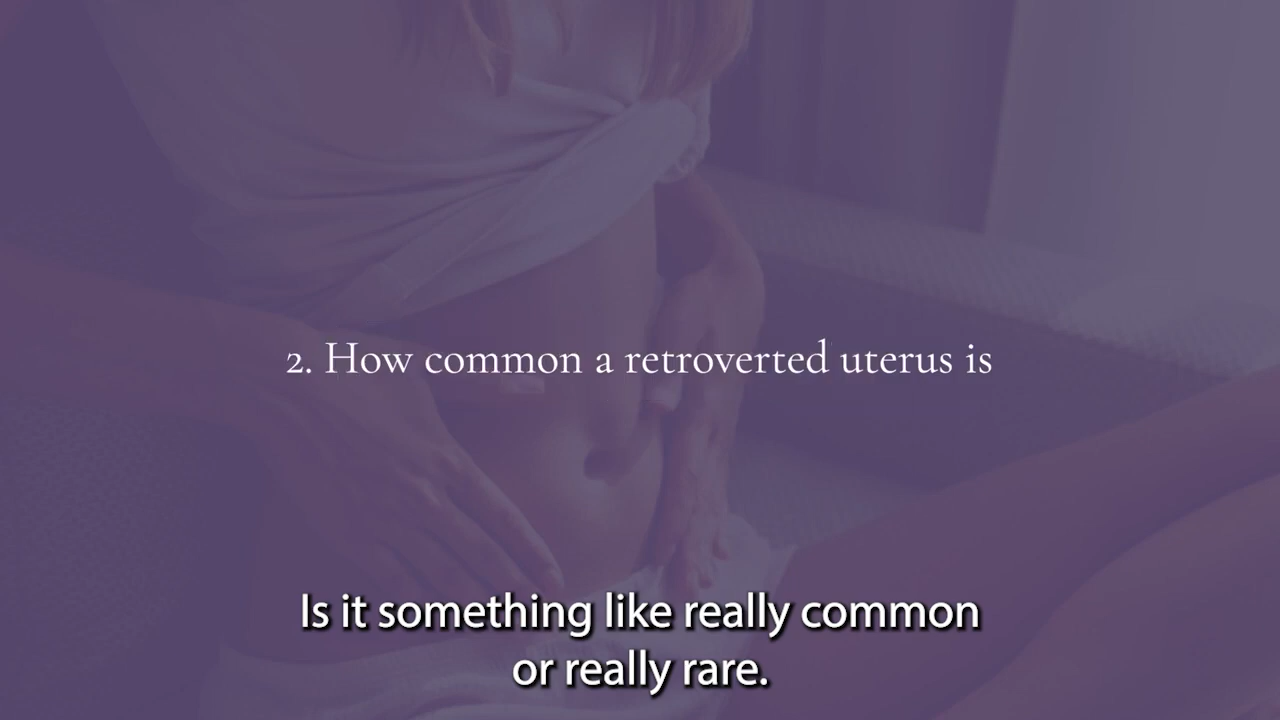 2. How common a retroverted uterus is
Is it something like really common
or really rare.